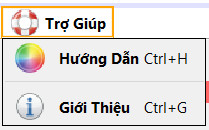 Trợ Giúp
Hướng Dẫn Ctrl+H
Giới Thiệu Ctrl+G